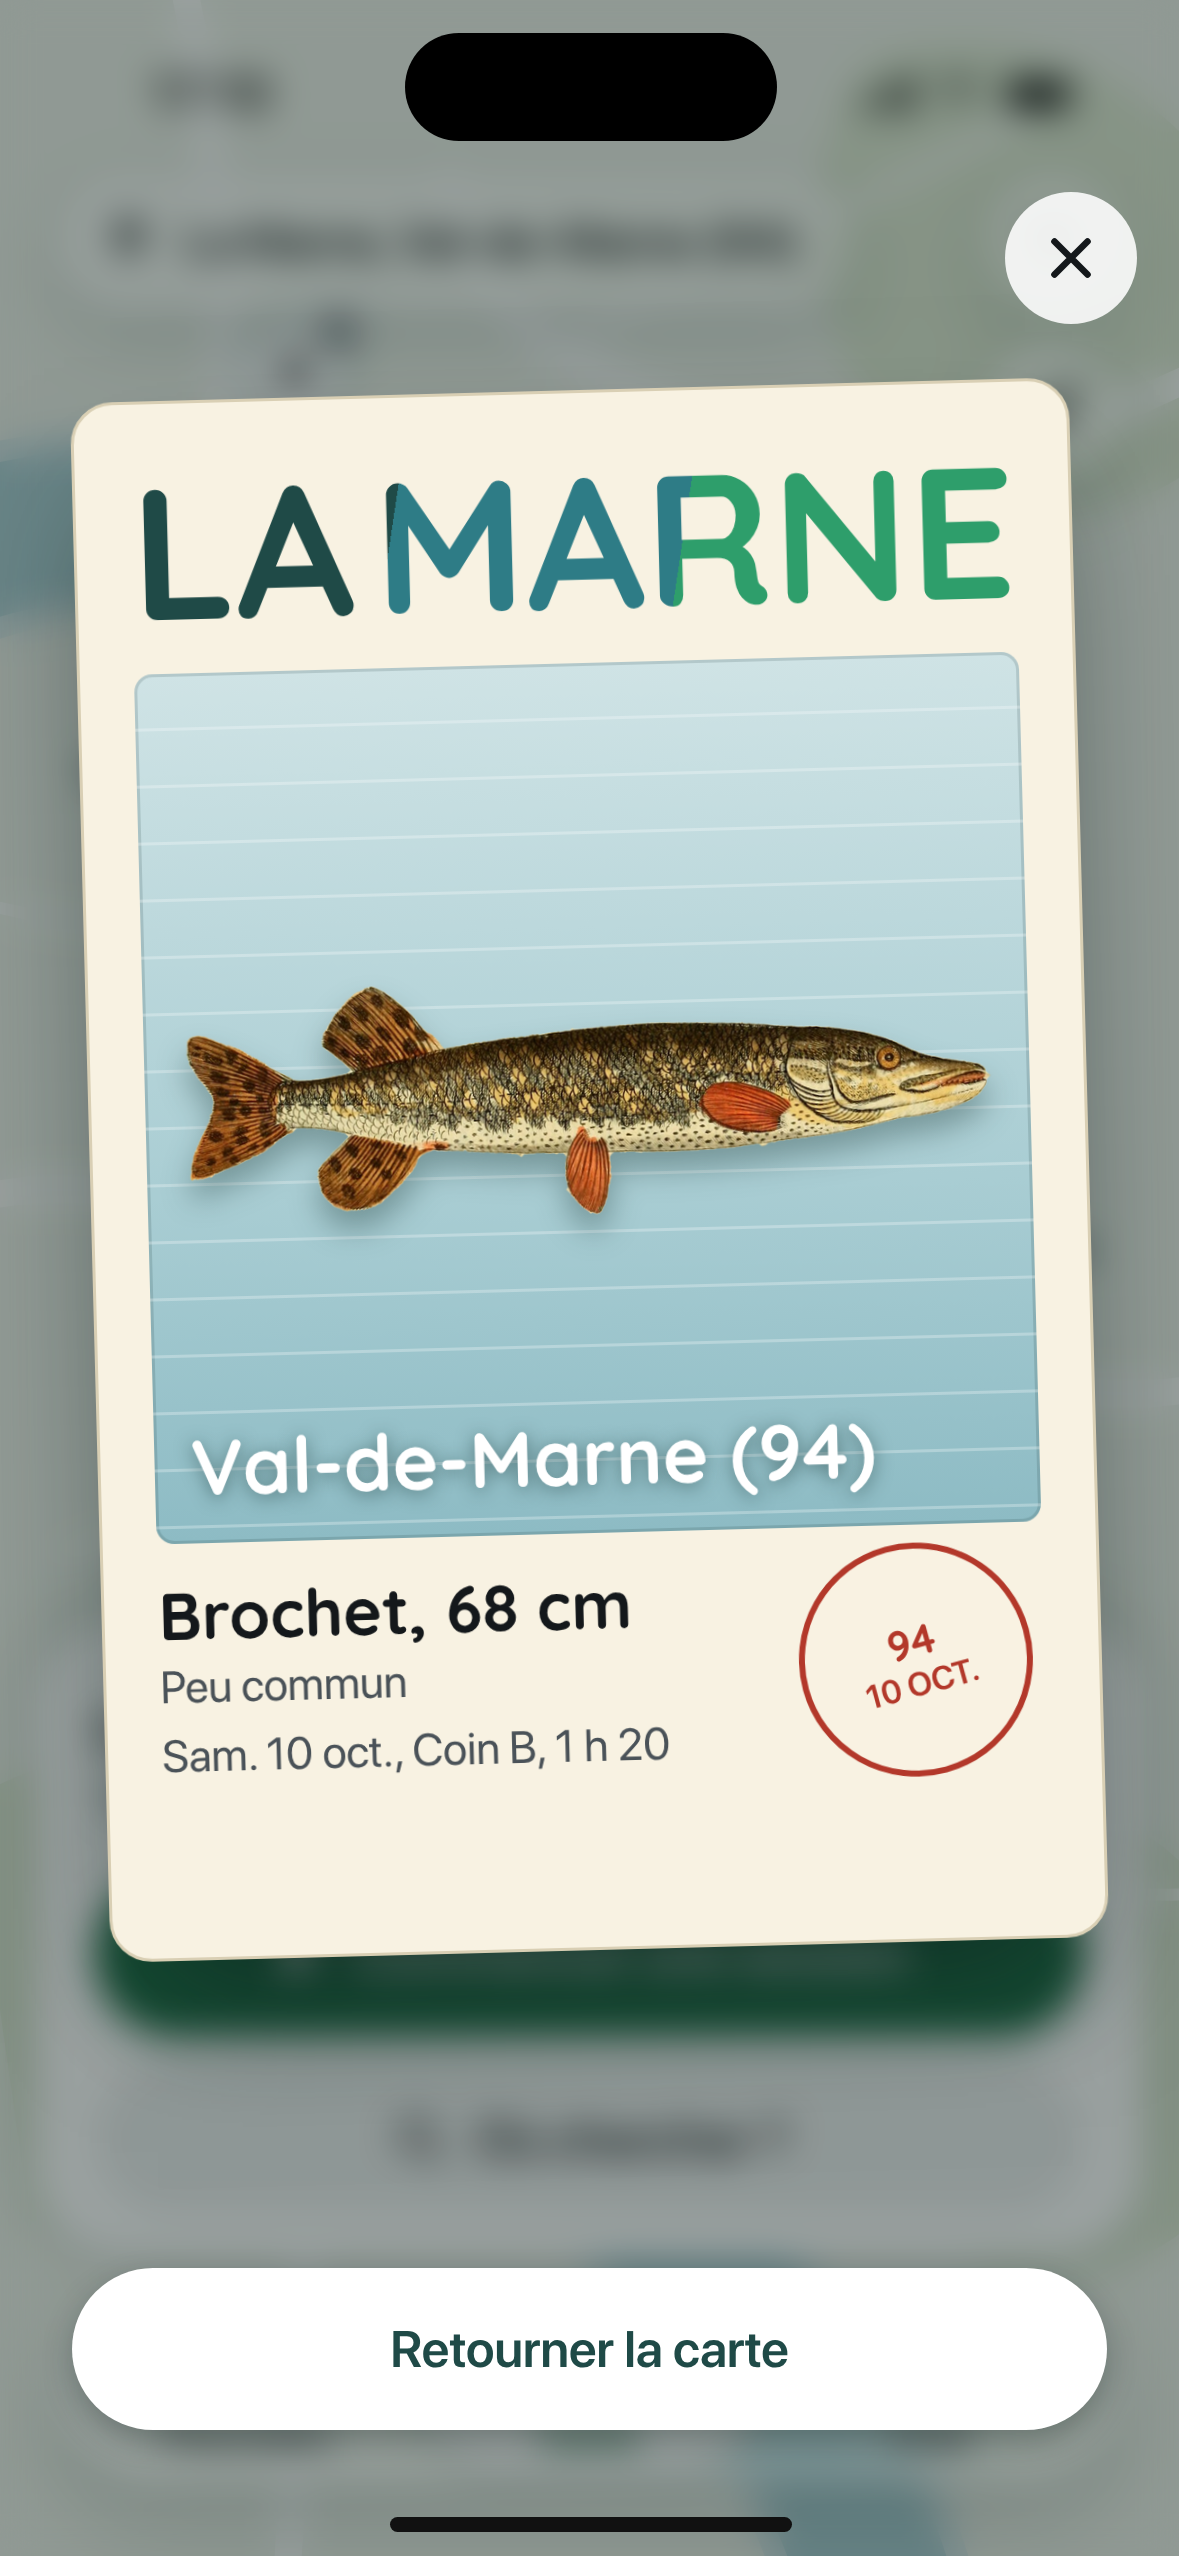 LA MARNE
Val-de-Marne (94)
Brochet, 68 cm
Peu commun
Sam. 10 oct., Coin B, 1 h 20
94
10 OCT.
Retourner la carte